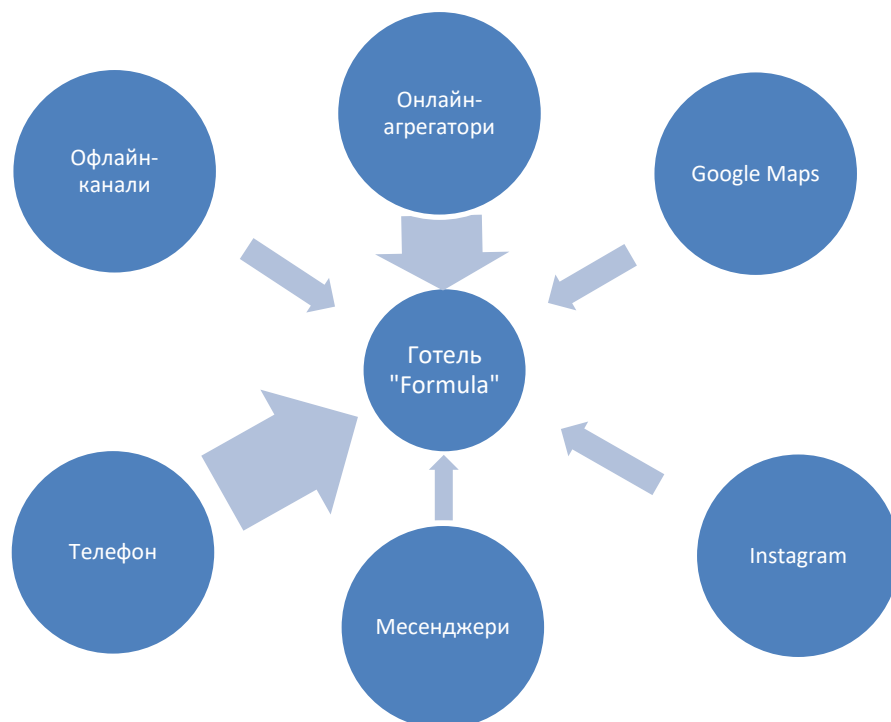 Онлайн-
агрегатори
Офлайн-
канали
Google Maps
Готель
"Formula"
Телефон
Instagram
Месенджери